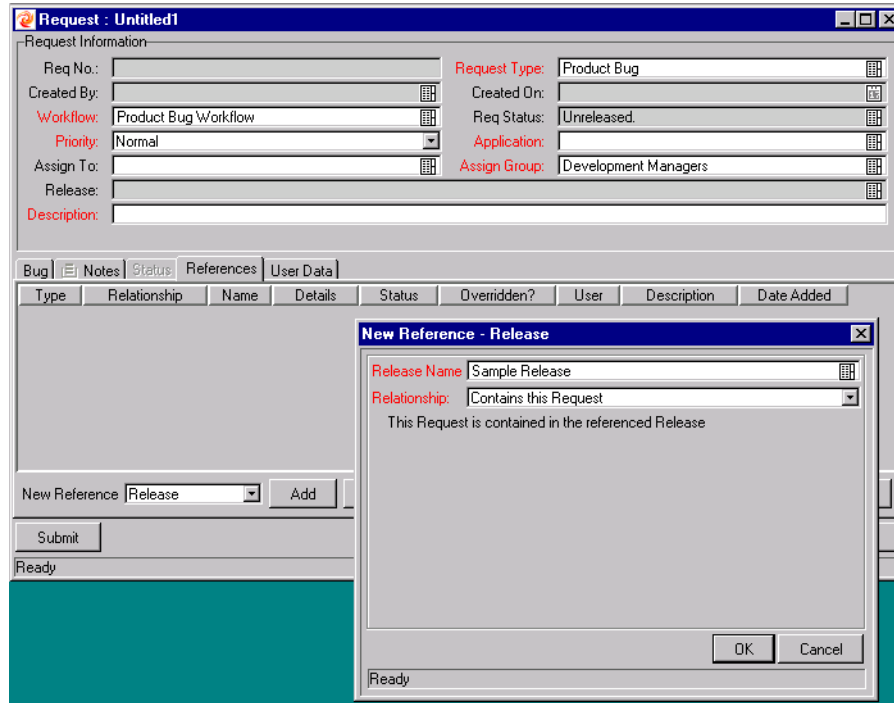 Request : Untitled1
Request Information
Req No.:
Request Type: Product Bug
Created By:
Created On:
Workflow: Product Bug Workflow
Req Status: Unreleased.
Priority: Normal
Application:
Assign To:
Assign Group: Development Managers
Release:
Description:
Bug Notes Status References User Data
Type Relationship Name Details Status Overridden? User Description Date Added
New Reference - Release
Release Name Sample Release
Relationship: Contains this Request
This Request is contained in the referenced Release
New Reference Release Add
Submit
Ready
OK Cancel
Ready